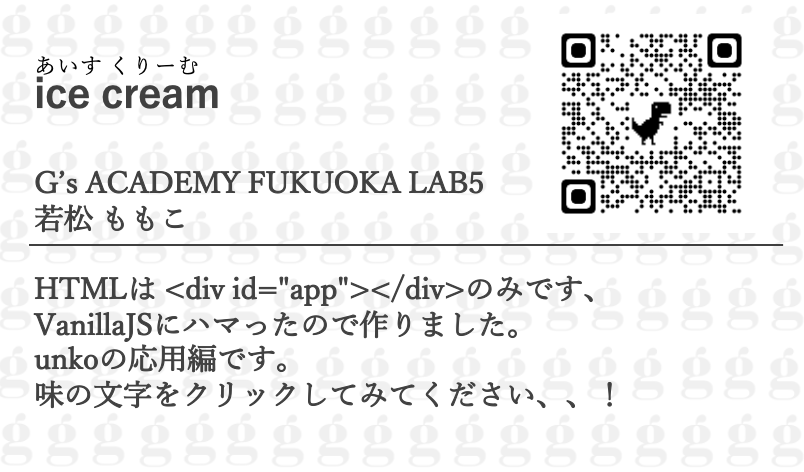 あいす くりーむ
ice cream
G’s ACADEMY FUKUOKA LAB5
若松 ももこ
HTMLは <div id="app"></div>のみです、
VanillaJSにハマったので作りました。
unkoの応用編です。
味の文字をクリックしてみてください、、！